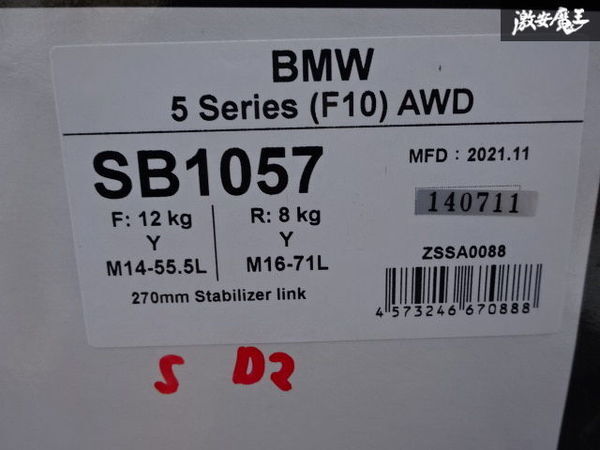 激安魔王
BMW
5 Series (F10) AWD
SB1057
MFD : 2021.11
140711
F: 12 kg
Y
M14-55.5L
R: 8 kg
Y
M16-71L
270mm Stabilizer link
ZSSA0088
4 573246 670888
S D2